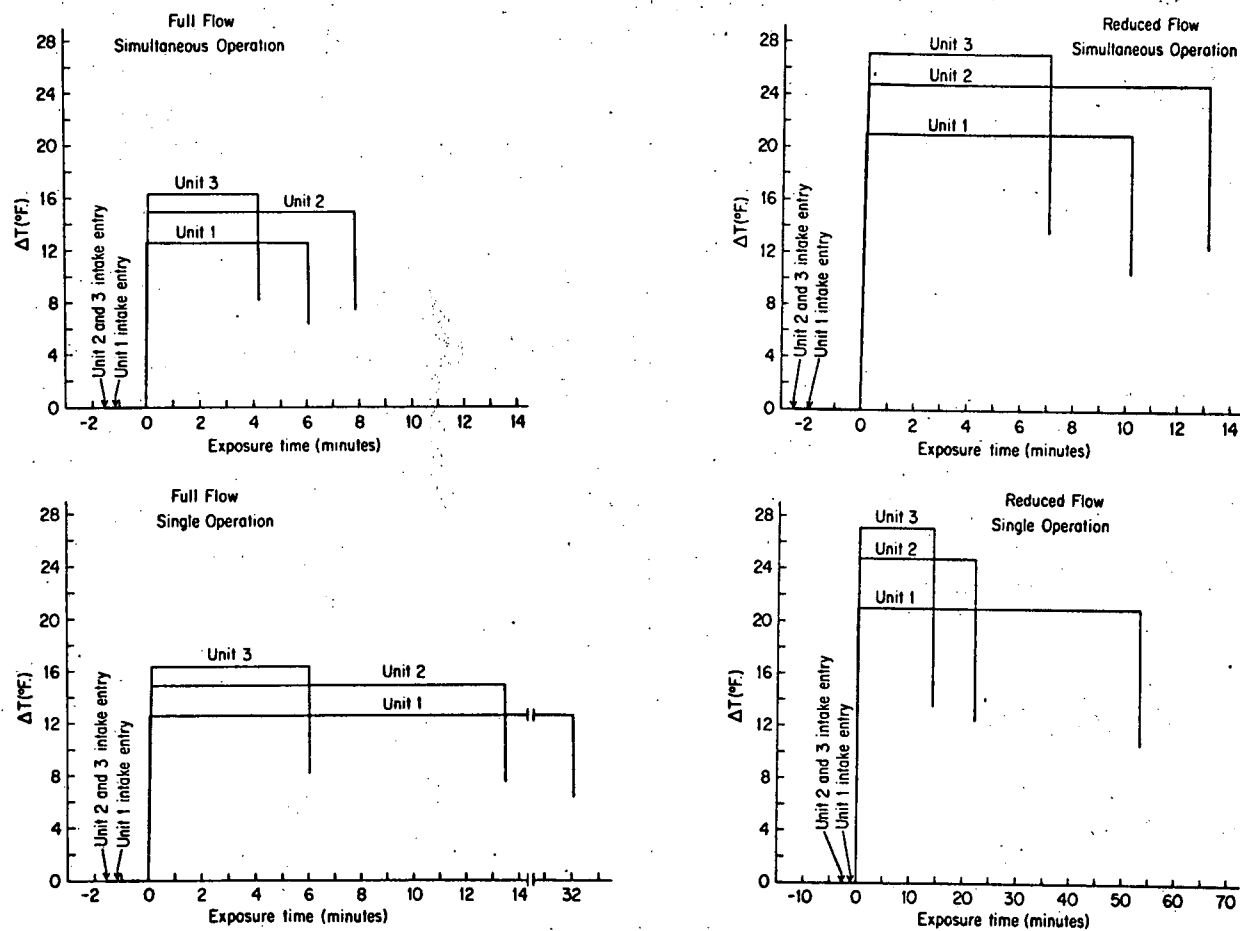 Full Flow
Simultaneous Operation
28
24
20
16
12
8
4
0
ΔT(°F.)
Unit 3
Unit 2
Unit 1
Unit 2 and 3 intake entry
Unit 1 intake entry
-2 0 2 4 6 8 10 12 14
Exposure time (minutes)
Reduced Flow
Simultaneous Operation
28
24
20
16
12
8
4
0
ΔT(°F.)
Unit 3
Unit 2
Unit 1
Unit 2 and 3 intake entry
Unit 1 intake entry
-2 0 2 4 6 8 10 12 14
Exposure time (minutes)
Full Flow
Single Operation
28
24
20
16
12
8
4
0
ΔT(°F.)
Unit 3
Unit 2
Unit 1
Unit 2 and 3 intake entry
Unit 1 intake entry
-2 0 2 4 6 8 10 12 14 32
Exposure time (minutes)
Reduced Flow
Single Operation
28
24
20
16
12
8
4
0
ΔT(°F.)
Unit 3
Unit 2
Unit 1
Unit 2 and 3 intake entry
Unit 1 intake entry
-10 0 10 20 30 40 50 60 70
Exposure time (minutes)